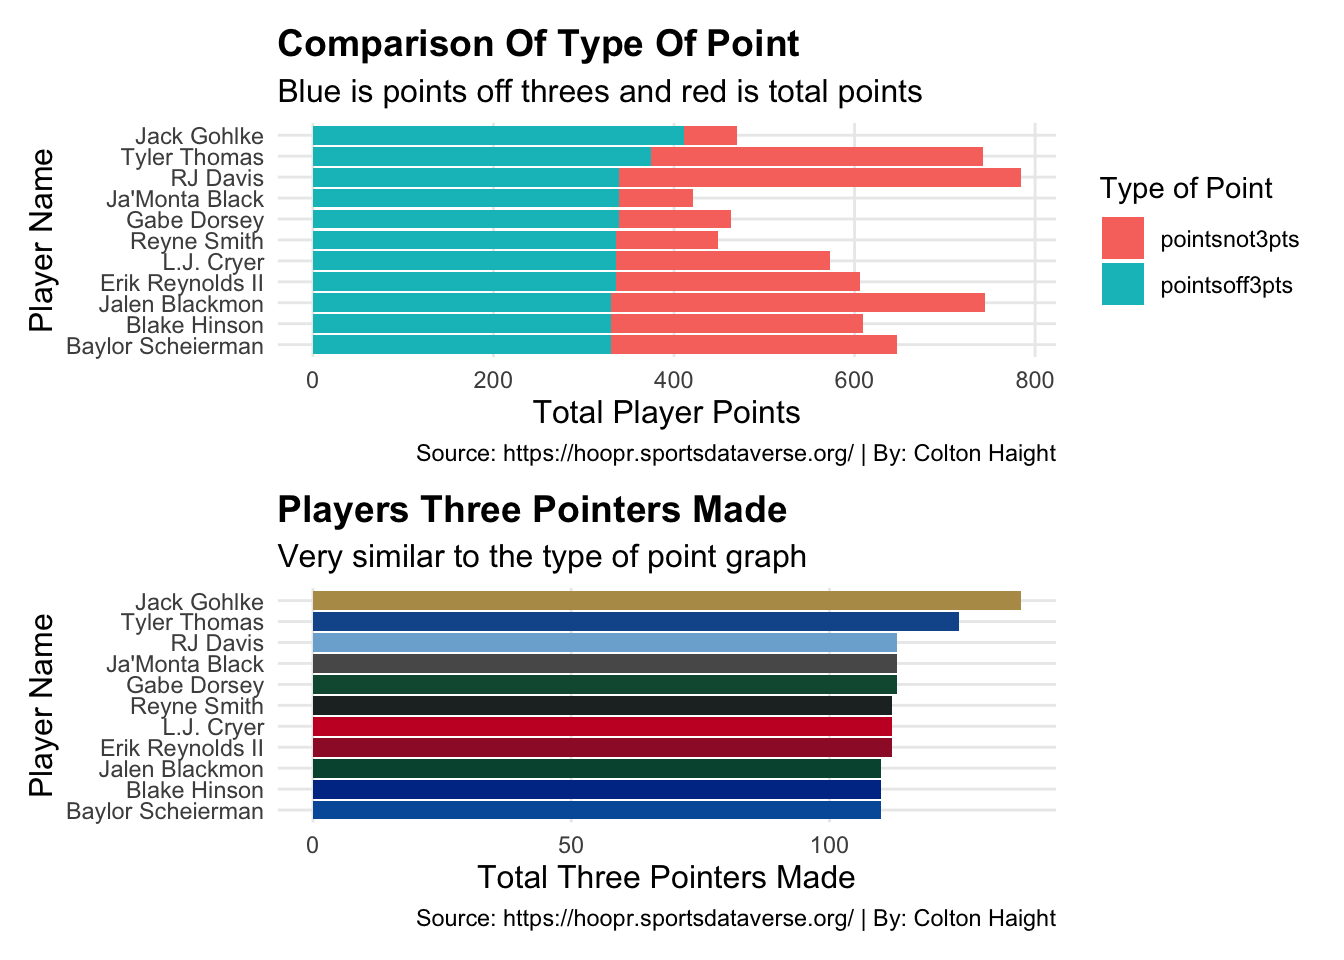 Comparison Of Type Of Point
Blue is points off threes and red is total points
Player Name
Jack Gohlke
Tyler Thomas
RJ Davis
Ja'Monta Black
Gabe Dorsey
Reyne Smith
L.J. Cryer
Erik Reynolds II
Jalen Blackmon
Blake Hinson
Baylor Scheierman
0 200 400 600 800
Total Player Points
Type of Point
pointsnot3pts
pointsoff3pts
Source: https://hoopr.sportsdataverse.org/ | By: Colton Haight
Players Three Pointers Made
Very similar to the type of point graph
Player Name
Jack Gohlke
Tyler Thomas
RJ Davis
Ja'Monta Black
Gabe Dorsey
Reyne Smith
L.J. Cryer
Erik Reynolds II
Jalen Blackmon
Blake Hinson
Baylor Scheierman
0 50 100
Total Three Pointers Made
Source: https://hoopr.sportsdataverse.org/ | By: Colton Haight